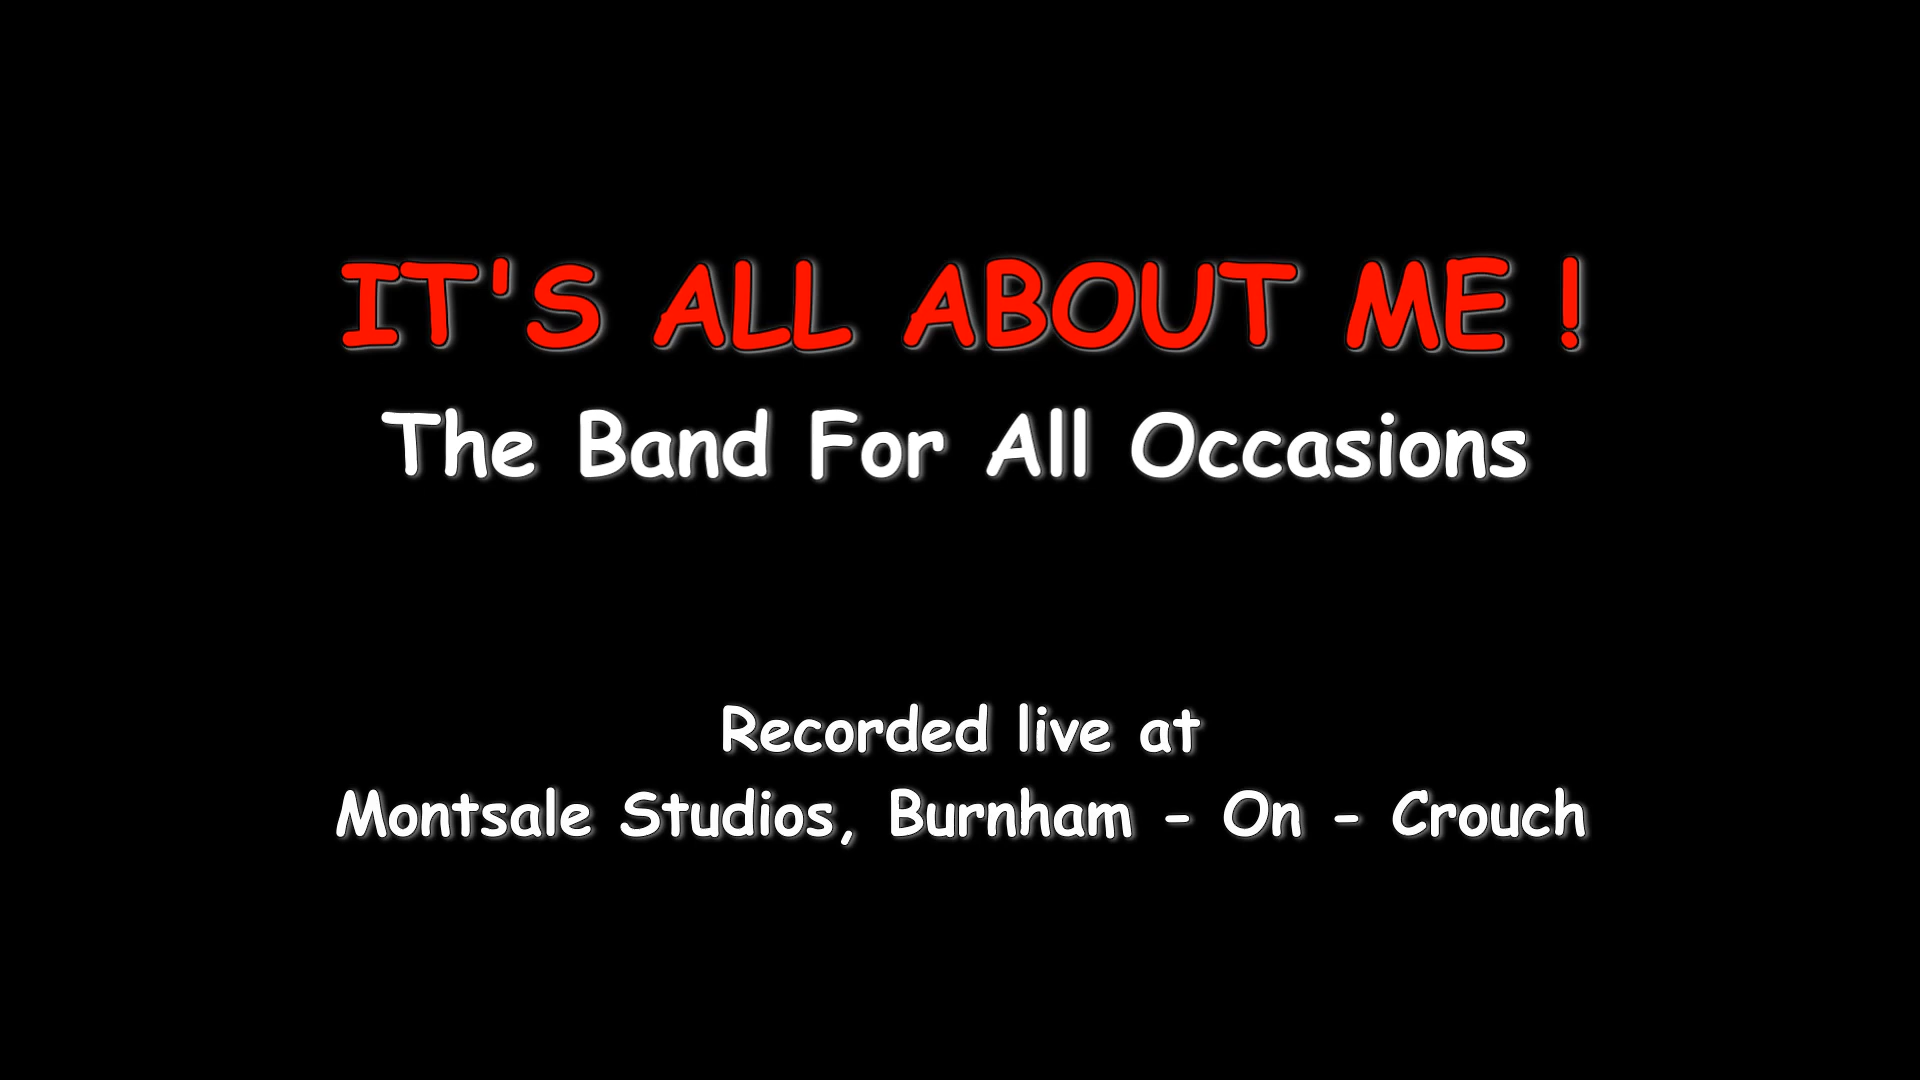 IT'S ALL ABOUT ME !
The Band For All Occasions
Recorded live at
Montsale Studios, Burnham - On - Crouch